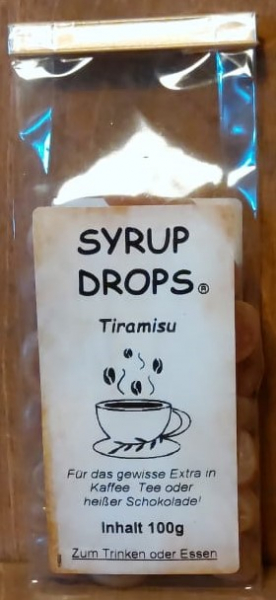 SYRUP
DROPS®
Tiramisu
Für das gewisse Extra in
Kaffee Tee oder
heißer Schokolade!
Inhalt 100g
Zum Trinken oder Essen